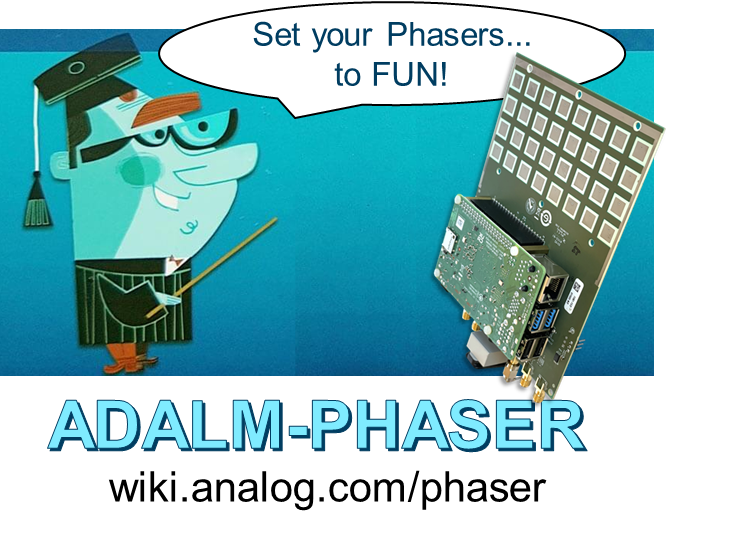 Set your Phasers...
to FUN!
ADALM-PHASER
wiki.analog.com/phaser